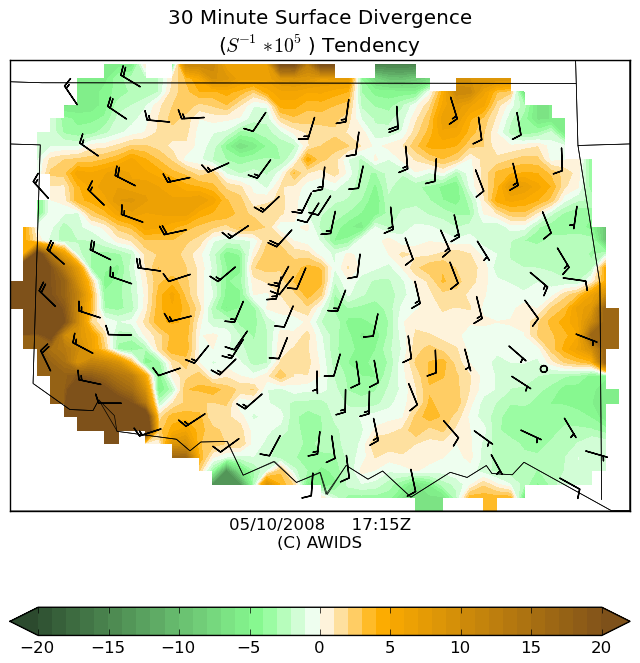 30 Minute Surface Divergence
(S⁻¹ ∗ 10⁵ ) Tendency
05/10/2008 17:15Z
(C) AWIDS
−20 −15 −10 −5 0 5 10 15 20